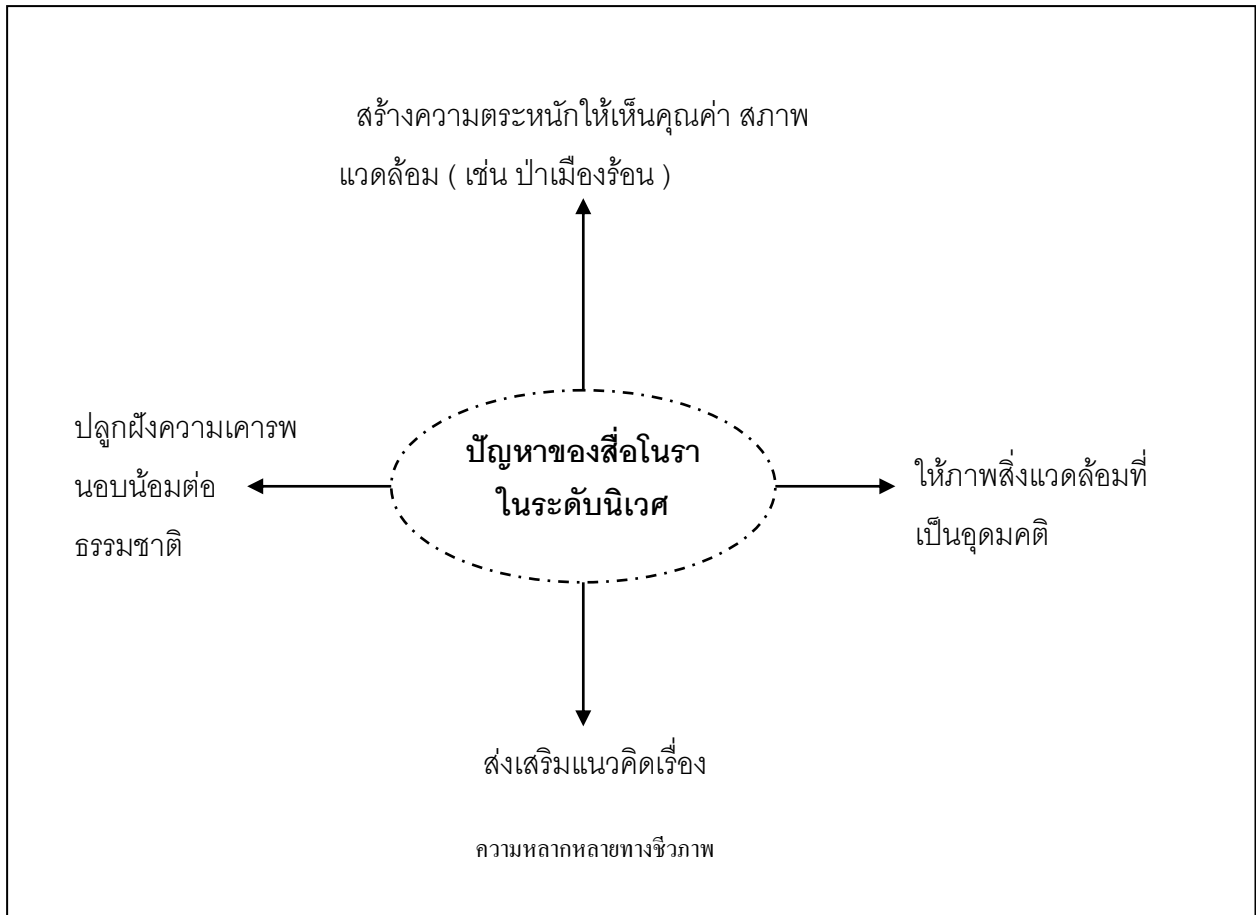 สร้างความตระหนักให้เห็นคุณค่า สภาพ
แวดล้อม ( เช่น ป่าเมืองร้อน )
ปลูกฝังความเคารพ
นอบน้อมต่อ
ธรรมชาติ
ปัญหาของสื่อโนรา
ในระดับนิเวศ
ให้ภาพสิ่งแวดล้อมที่
เป็นอุดมคติ
ส่งเสริมแนวคิดเรื่อง
ความหลากหลายทางชีวภาพ